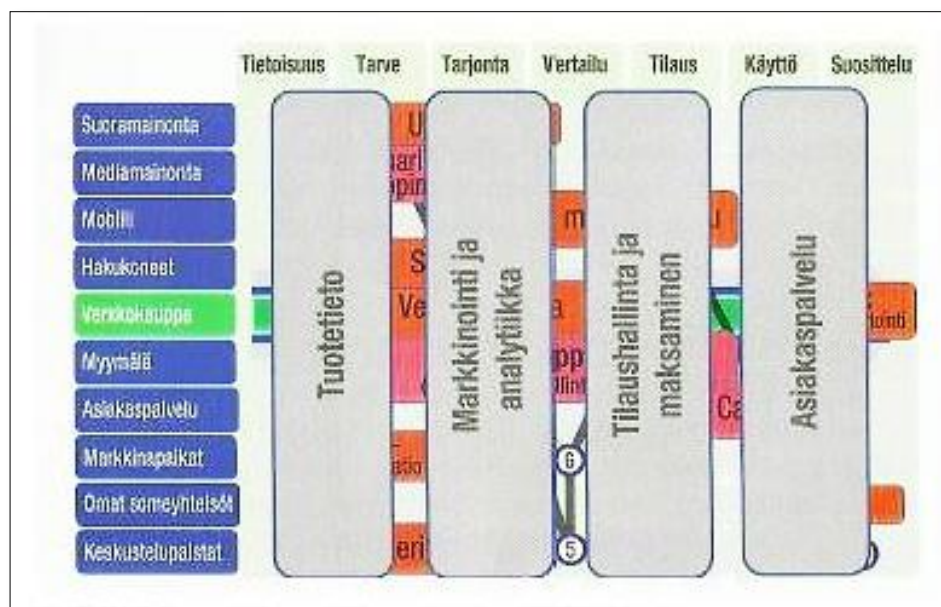 Tietoisuus Tarve Tarjonta Vertailu Tilaus Käyttö Suosittelu
Suoramainonta
Mediamainonta
Mobiili
Hakukoneet
Verkkokauppa
Myymälä
Asiakaspalvelu
Markkinapaikat
Omat someyhteisöt
Keskustelupalstat
Tuotetieto
Markkinointi ja
analytiikka
Tilaushallinta ja
maksaminen
Asiakaspalvelu
6
5